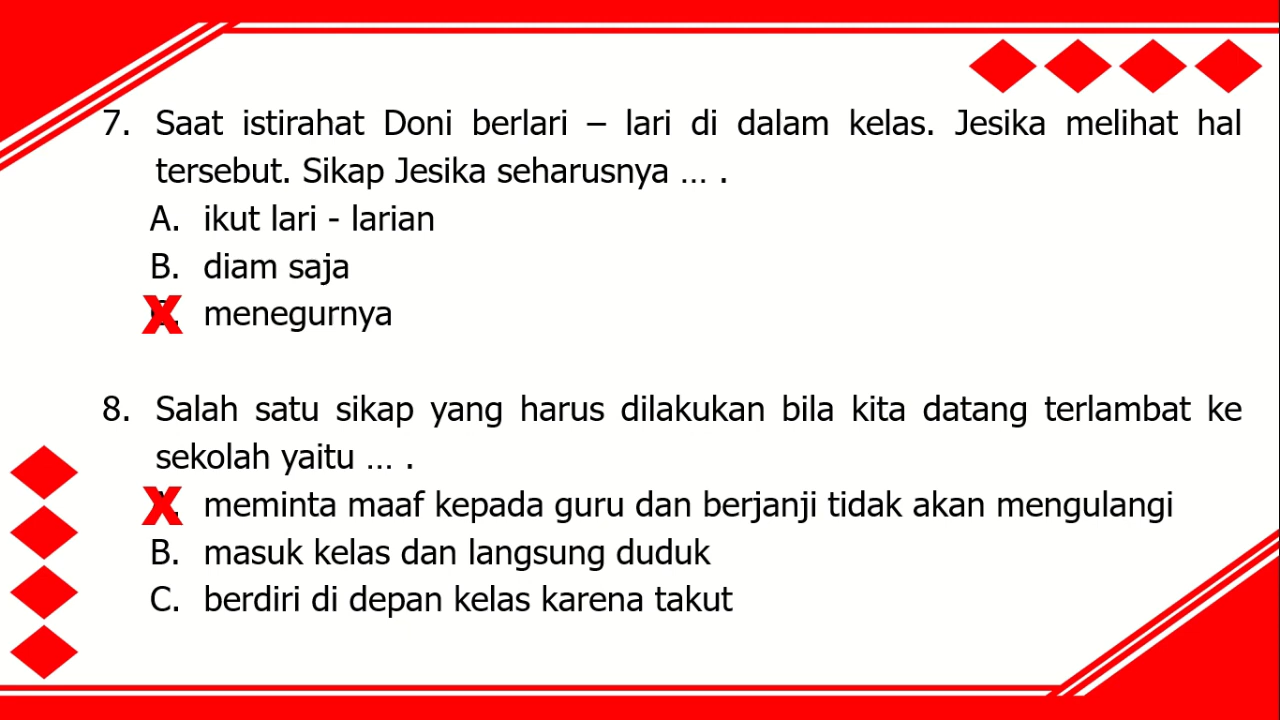 7. Saat istirahat Doni berlari – lari di dalam kelas. Jesika melihat hal
tersebut. Sikap Jesika seharusnya ... .
A. ikut lari - larian
B. diam saja
X menegurnya
8. Salah satu sikap yang harus dilakukan bila kita datang terlambat ke
sekolah yaitu ... .
X meminta maaf kepada guru dan berjanji tidak akan mengulangi
B. masuk kelas dan langsung duduk
C. berdiri di depan kelas karena takut